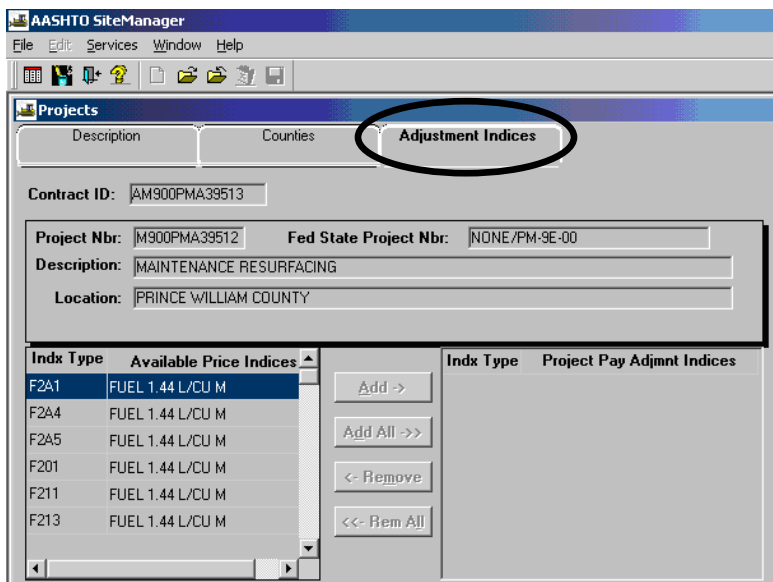 AASHTO SiteManager
File Edit Services Window Help
Projects
Description Counties Adjustment Indices
Contract ID: AM900PMA39513
Project Nbr: M900PMA39512 Fed State Project Nbr: NONE/PM-9E-00
Description: MAINTENANCE RESURFACING
Location: PRINCE WILLIAM COUNTY
Indx Type Available Price Indices Indx Type Project Pay Adjmnt Indices
F2A1 FUEL 1.44 L/CU M
F2A4 FUEL 1.44 L/CU M
F2A5 FUEL 1.44 L/CU M
F201 FUEL 1.44 L/CU M
F211 FUEL 1.44 L/CU M
F213 FUEL 1.44 L/CU M
Add ->
Add All ->>
<- Remove
<<- Rem All